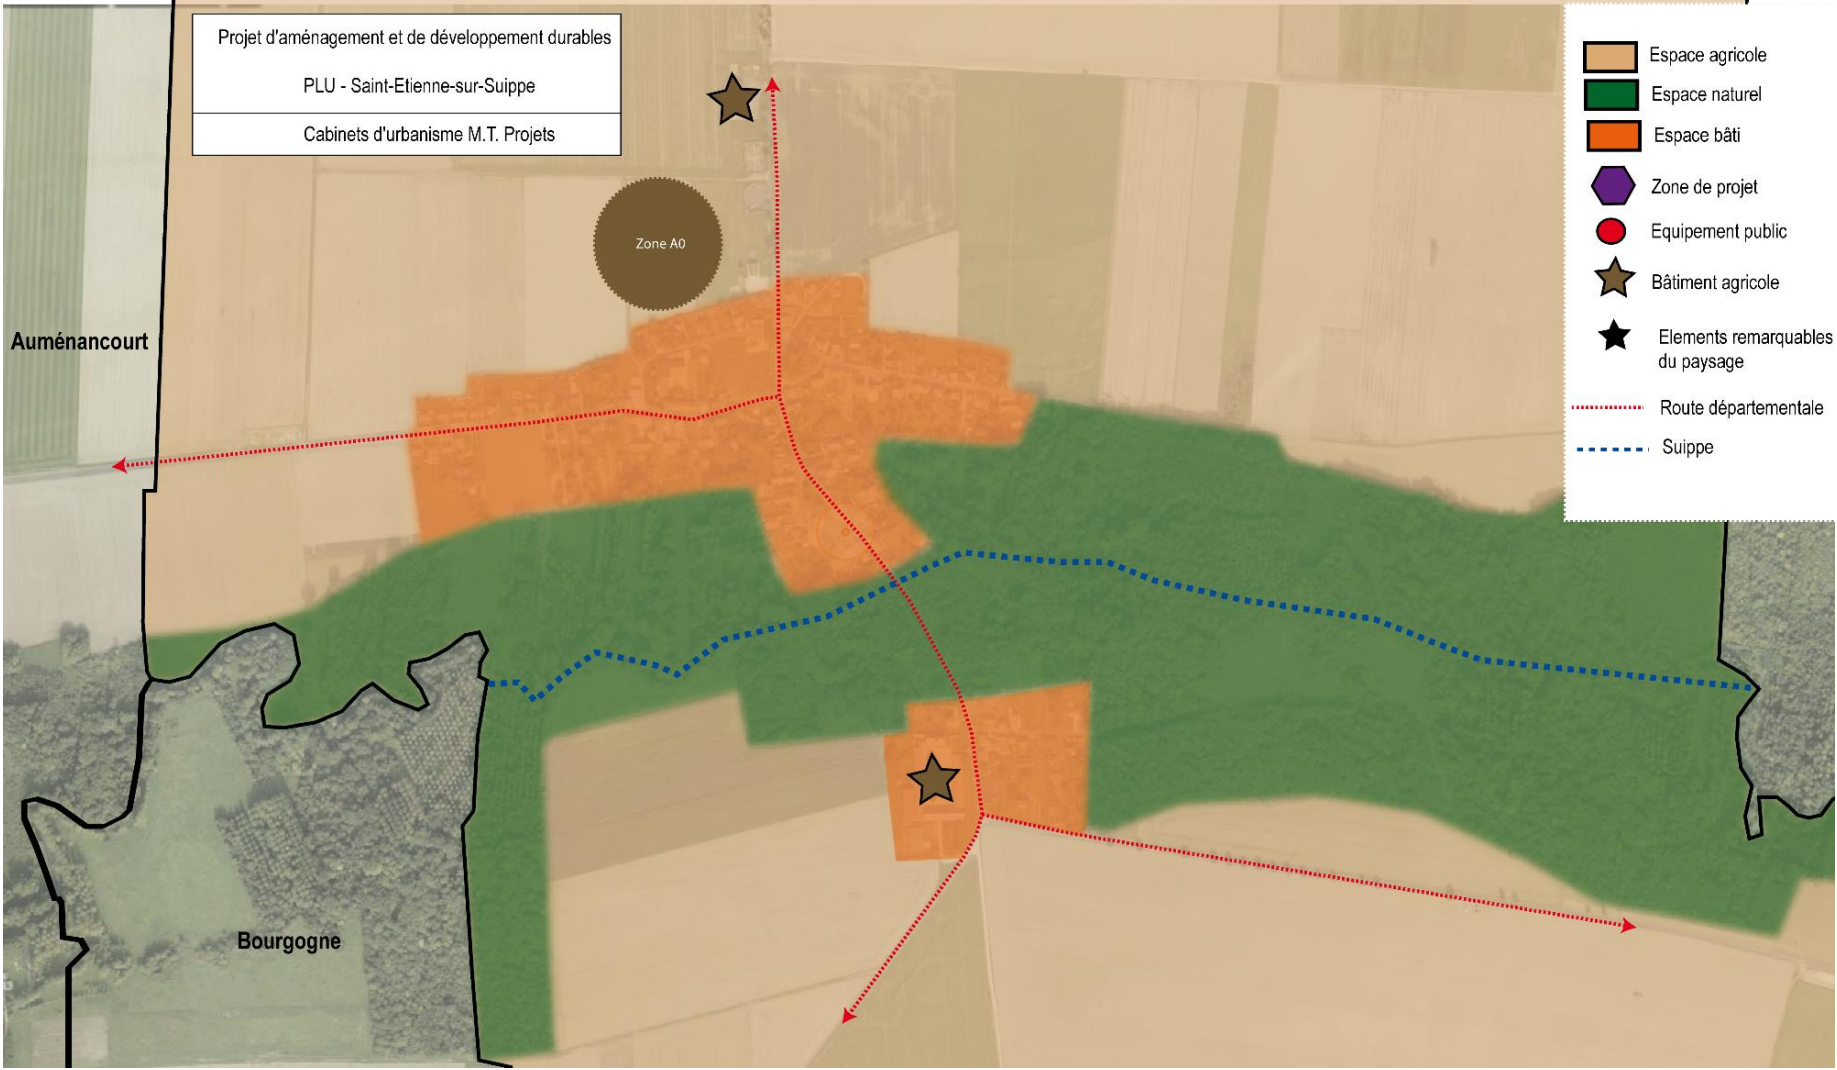 Projet d'aménagement et de développement durables
PLU - Saint-Etienne-sur-Suippe
Cabinets d'urbanisme M.T. Projets
Espace agricole
Espace naturel
Espace bâti
Zone de projet
Equipement public
Bâtiment agricole
Elements remarquables
du paysage
Route départementale
Suippe
Zone A0
Auménancourt
Bourgogne